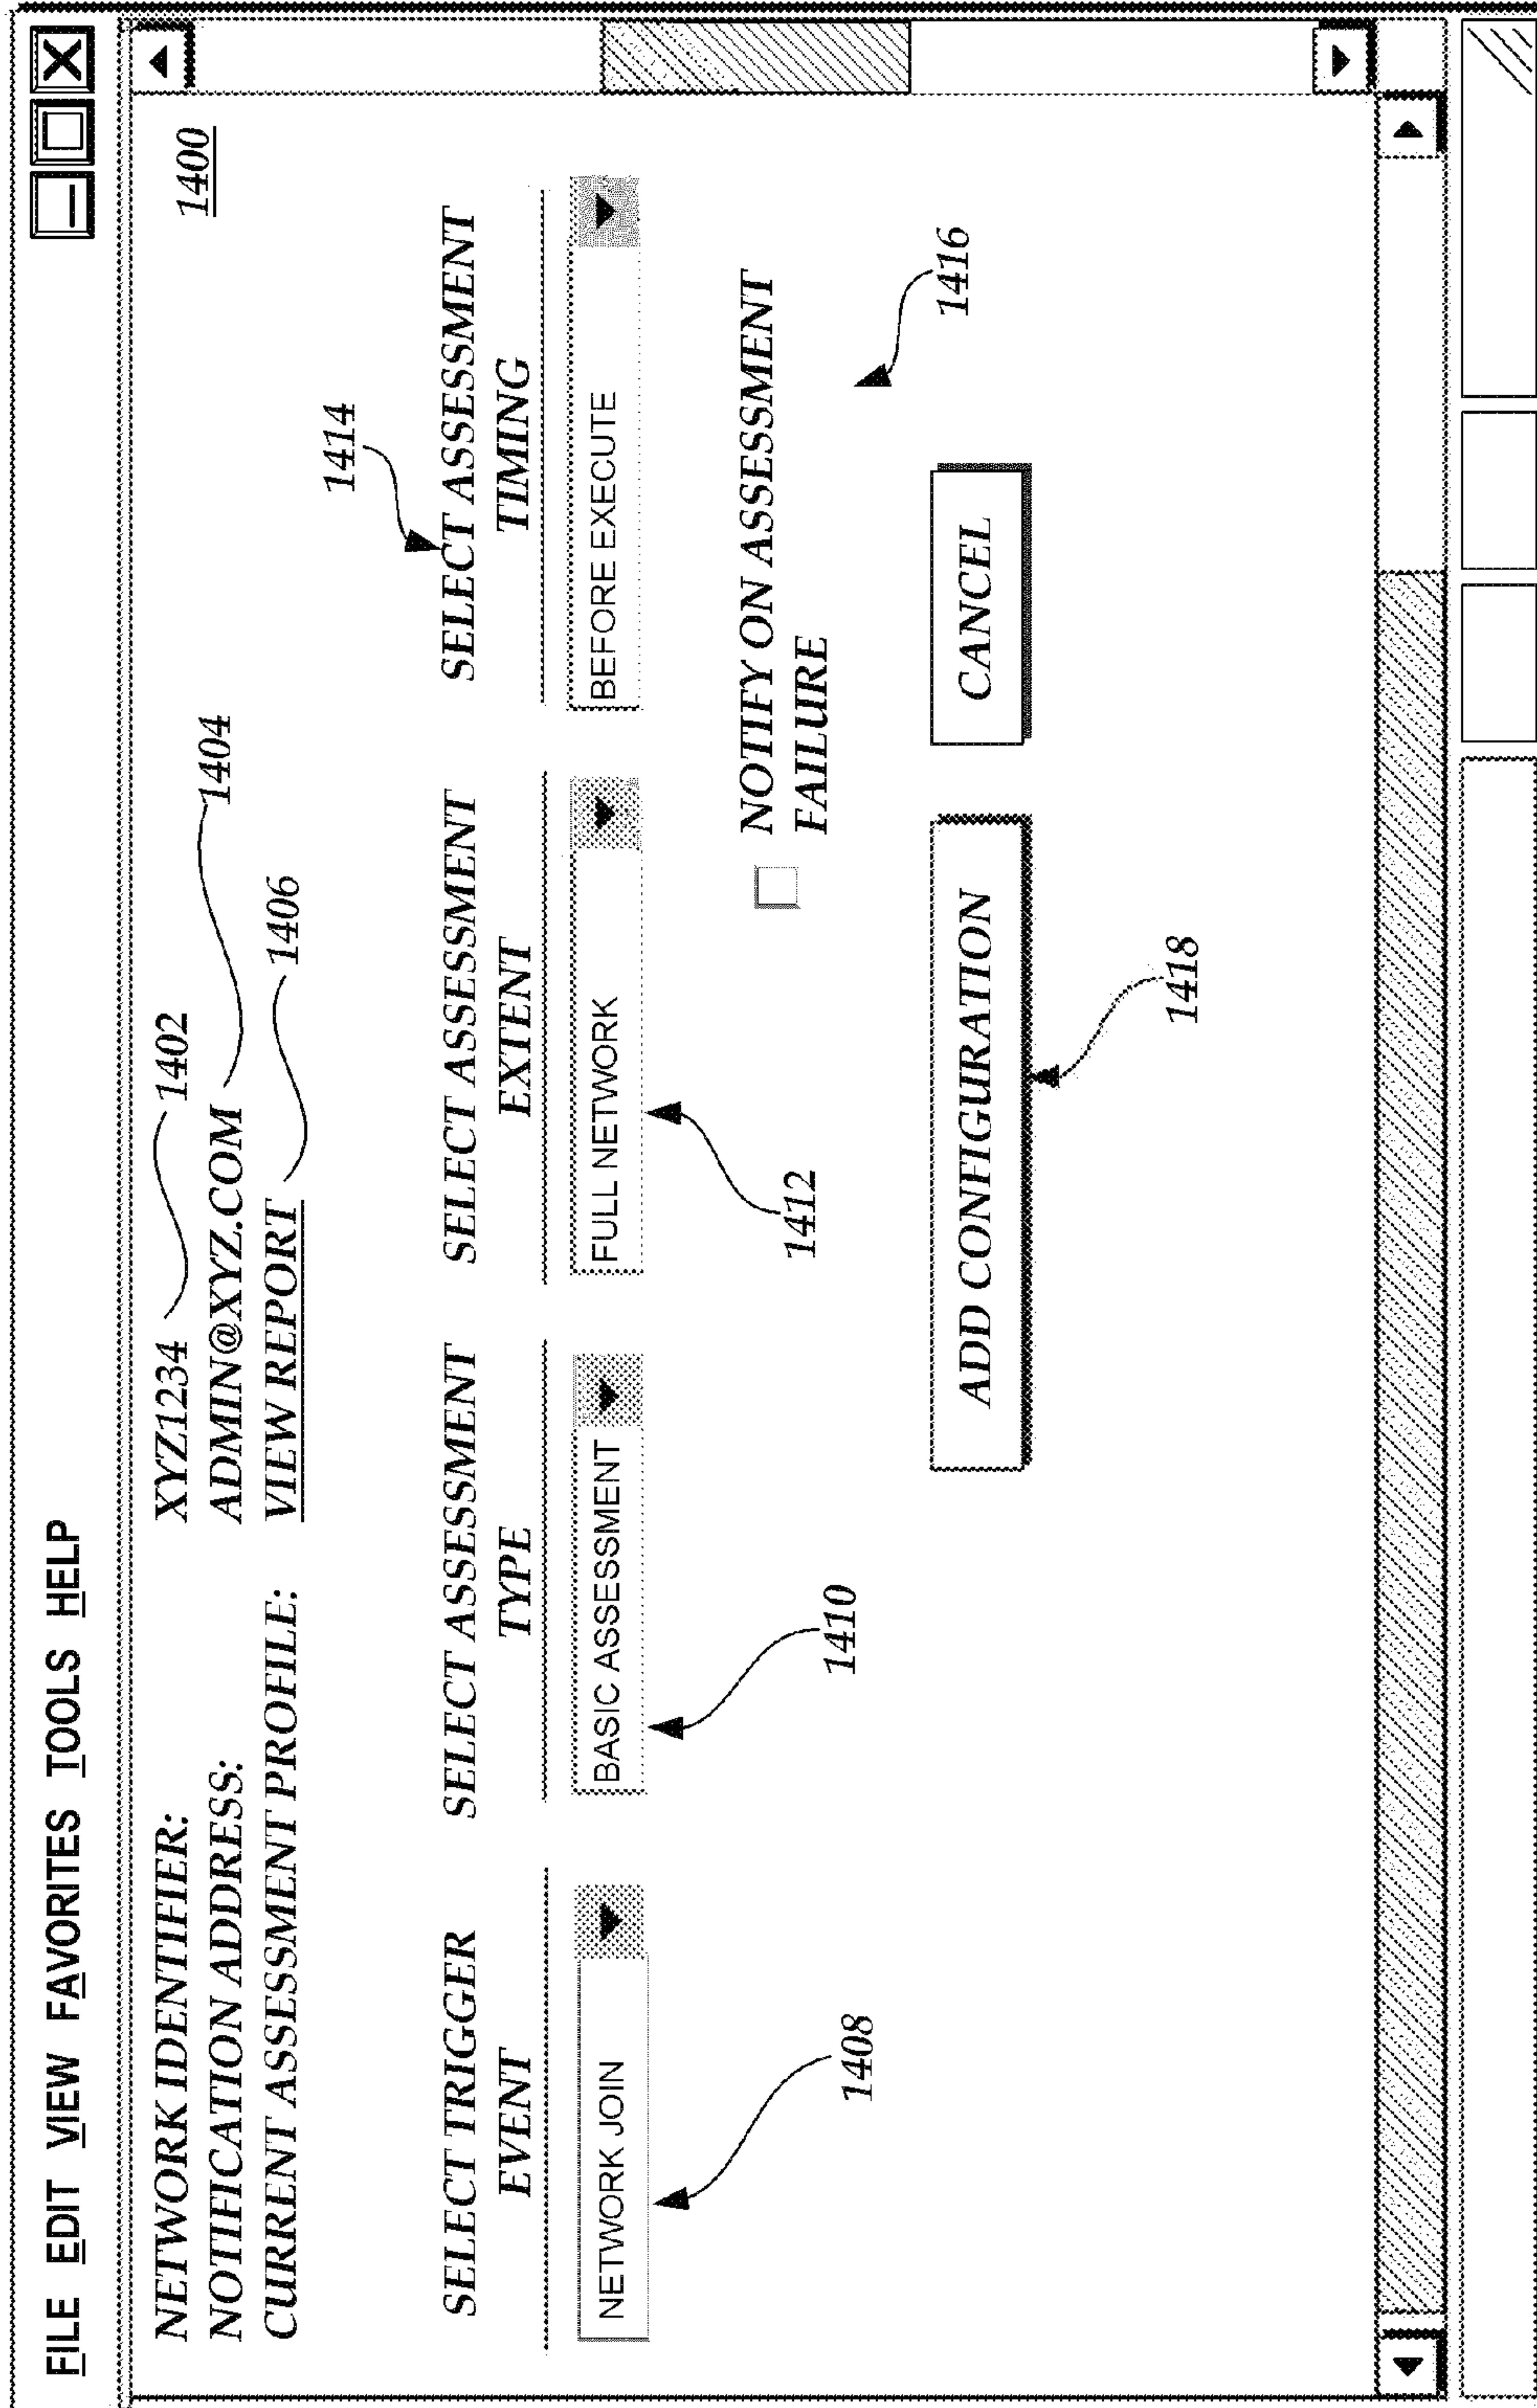 FILE EDIT VIEW FAVORITES TOOLS HELP
1400
NETWORK IDENTIFIER: XYZ1234 1402
NOTIFICATION ADDRESS: ADMIN@XYZ.COM 1404
CURRENT ASSESSMENT PROFILE: VIEW REPORT 1406
1414
SELECT TRIGGER EVENT
SELECT ASSESSMENT TYPE
SELECT ASSESSMENT EXTENT
SELECT ASSESSMENT TIMING
NETWORK JOIN BASIC ASSESSMENT FULL NETWORK BEFORE EXECUTE
1408 1410 1412
NOTIFY ON ASSESSMENT
FAILURE
1416
ADD CONFIGURATION CANCEL
1418